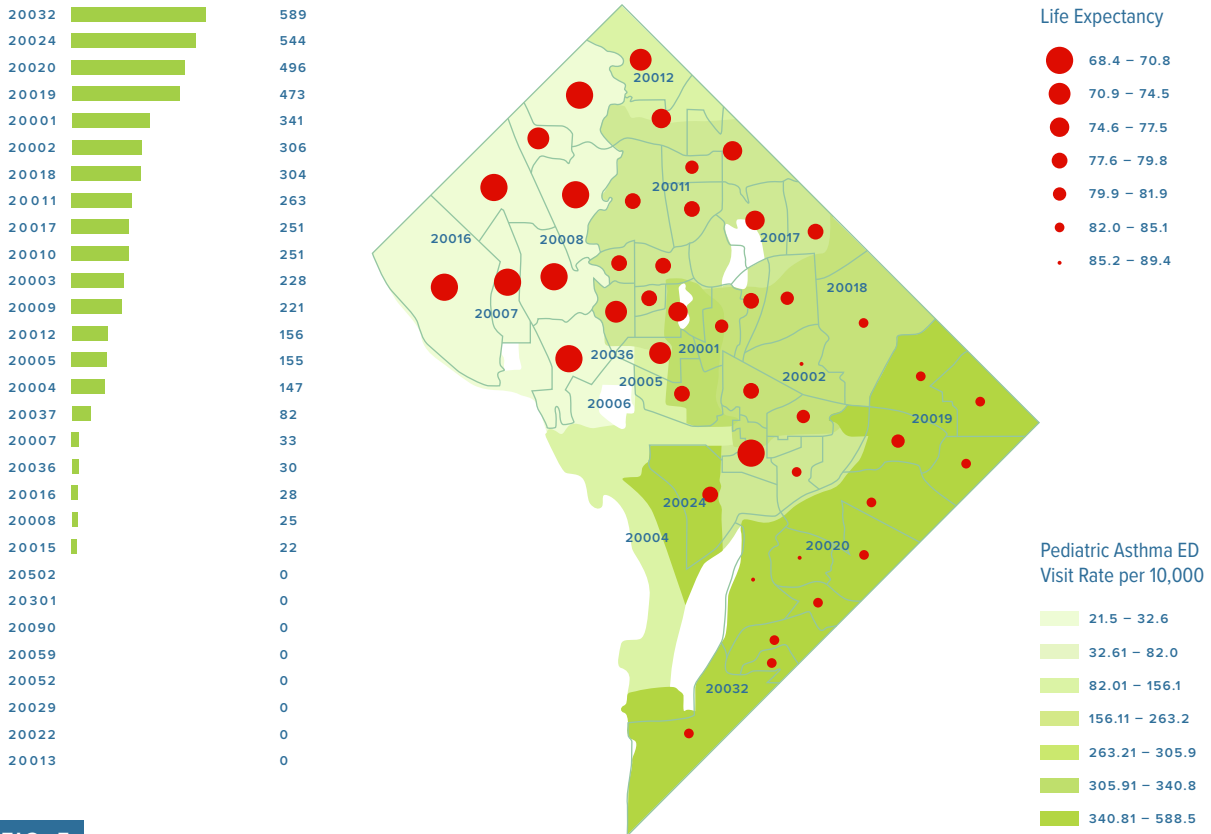 20032 589
20024 544
20020 496
20019 473
20001 341
20002 306
20018 304
20011 263
20017 251
20010 251
20003 228
20009 221
20012 156
20005 155
20004 147
20037 82
20007 33
20036 30
20016 28
20008 25
20015 22
20502 0
20301 0
20090 0
20059 0
20052 0
20029 0
20022 0
20013 0
20012
20011
20016
20008
20017
20018
20007
20036
20001
20005
20002
20006
20019
20024
20004
20020
20032
Life Expectancy
68.4 – 70.8
70.9 – 74.5
74.6 – 77.5
77.6 – 79.8
79.9 – 81.9
82.0 – 85.1
85.2 – 89.4
Pediatric Asthma ED
Visit Rate per 10,000
21.5 – 32.6
32.61 – 82.0
82.01 – 156.1
156.11 – 263.2
263.21 – 305.9
305.91 – 340.8
340.81 – 588.5